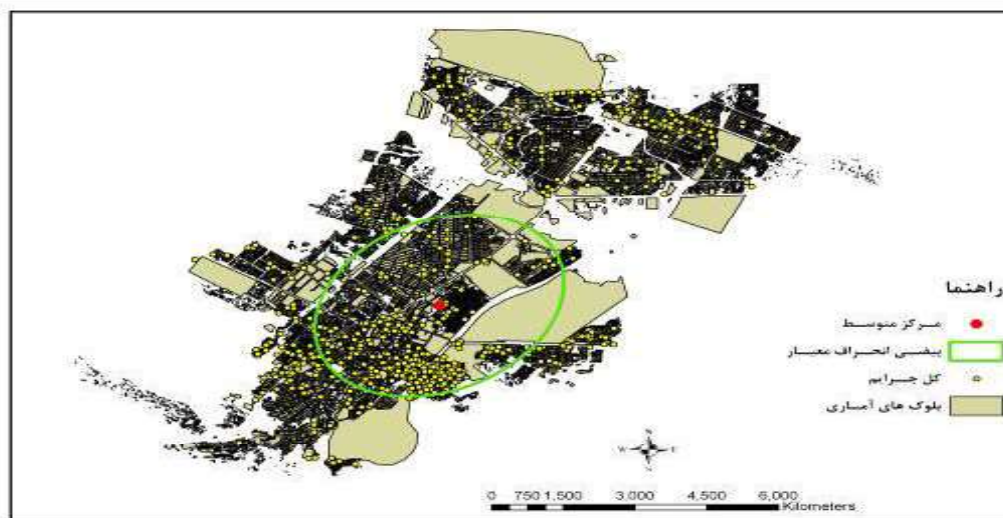 راهنما
مرکز متوسط
بیضی انحراف معیار
کل جرایم
بلوک های آماری
N
W E
S
0 750 1,500 3,000 4,500 6,000
Kilometers